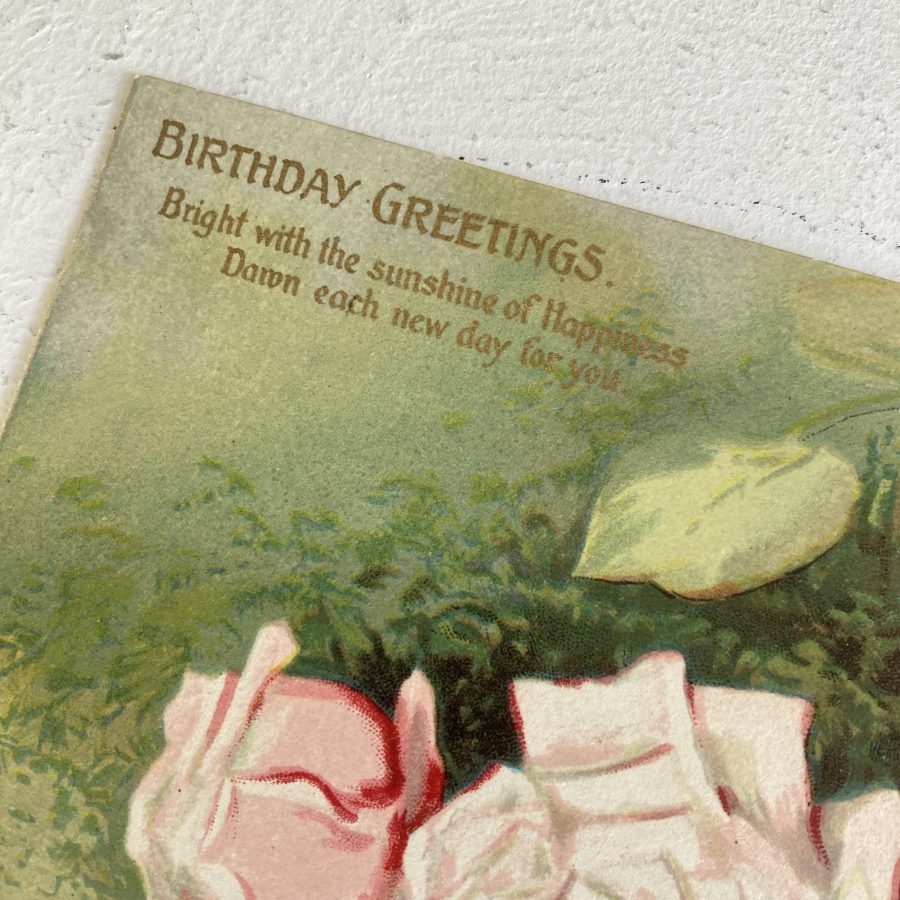 BIRTHDAY GREETINGS.
Bright with the sunshine of Happiness
Dawn each new day for you.